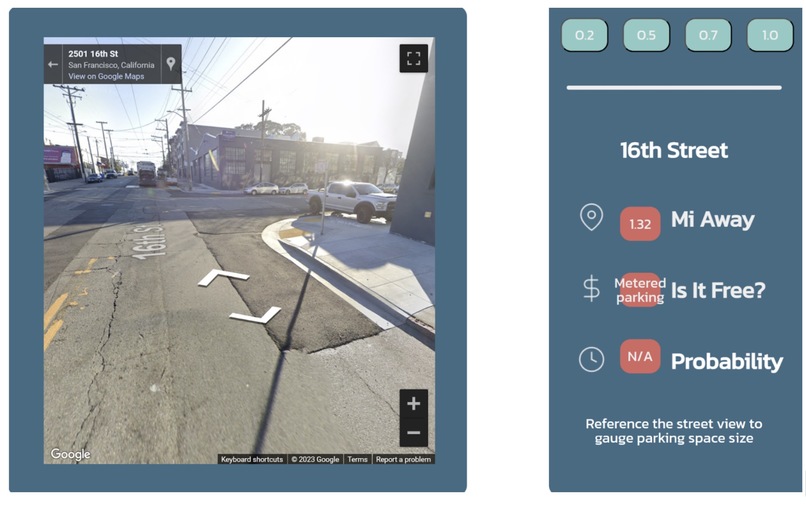 2501 16th St
San Francisco, California
View on Google Maps
16th St
Google
Keyboard shortcuts
© 2023 Google
Terms
Report a problem
0.2
0.5
0.7
1.0
16th Street
1.32
Mi Away
Metered
parking
Is It Free?
N/A
Probability
Reference the street view to
gauge parking space size